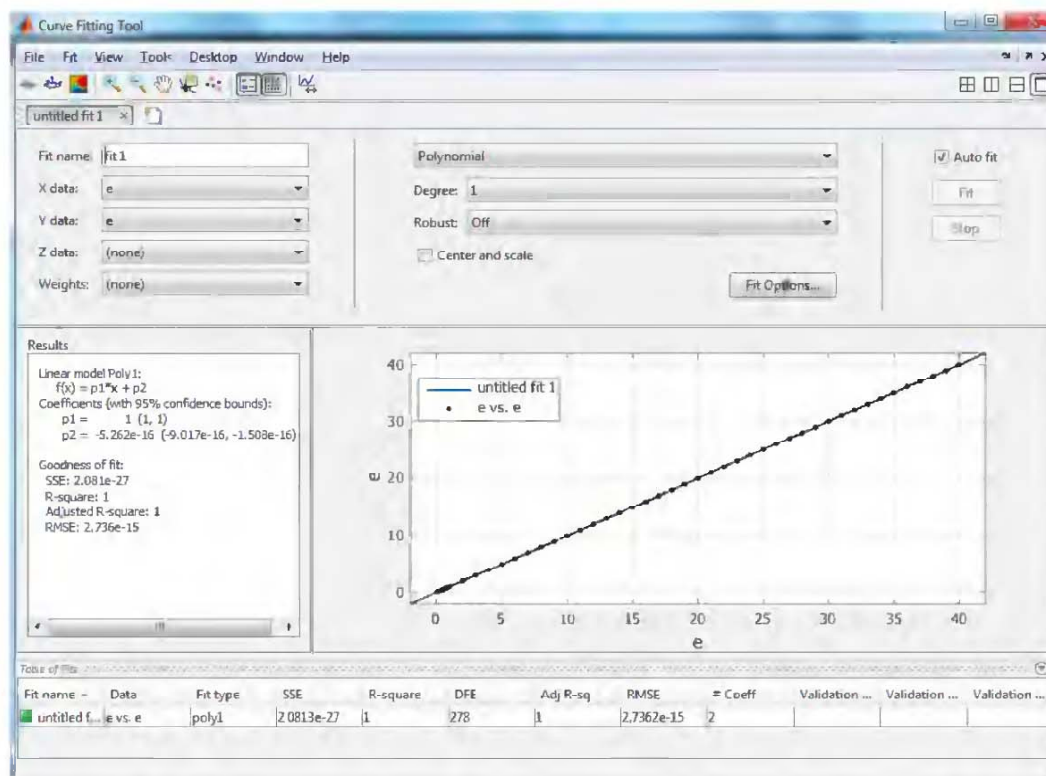 Curve Fitting Tool
File Fit View Tools Desktop Window Help
untitled fit 1 ×
Fit name: fit 1
X data: e
Y data: e
Z data: (none)
Weights: (none)
Polynomial
Degree: 1
Robust: Off
Center and scale
Fit Options...
Auto fit
Fit
Stop
Results
Linear model Poly1:
f(x) = p1*x + p2
Coefficients (with 95% confidence bounds):
p1 = 1 (1, 1)
p2 = -5.262e-16 (-9.017e-16, -1.508e-16)
Goodness of fit:
SSE: 2.081e-27
R-square: 1
Adjusted R-square: 1
RMSE: 2.736e-15
untitled fit 1
e vs. e
40
30
20
10
0
e
0 5 10 15 20 25 30 35 40
e
Table of Fits
Fit name Data Fit type SSE R-square DFE Adj R-sq RMSE # Coeff Validation ... Validation ... Validation ...
untitled f... e vs. e poly1 2.0813e-27 1 278 1 2.7362e-15 2